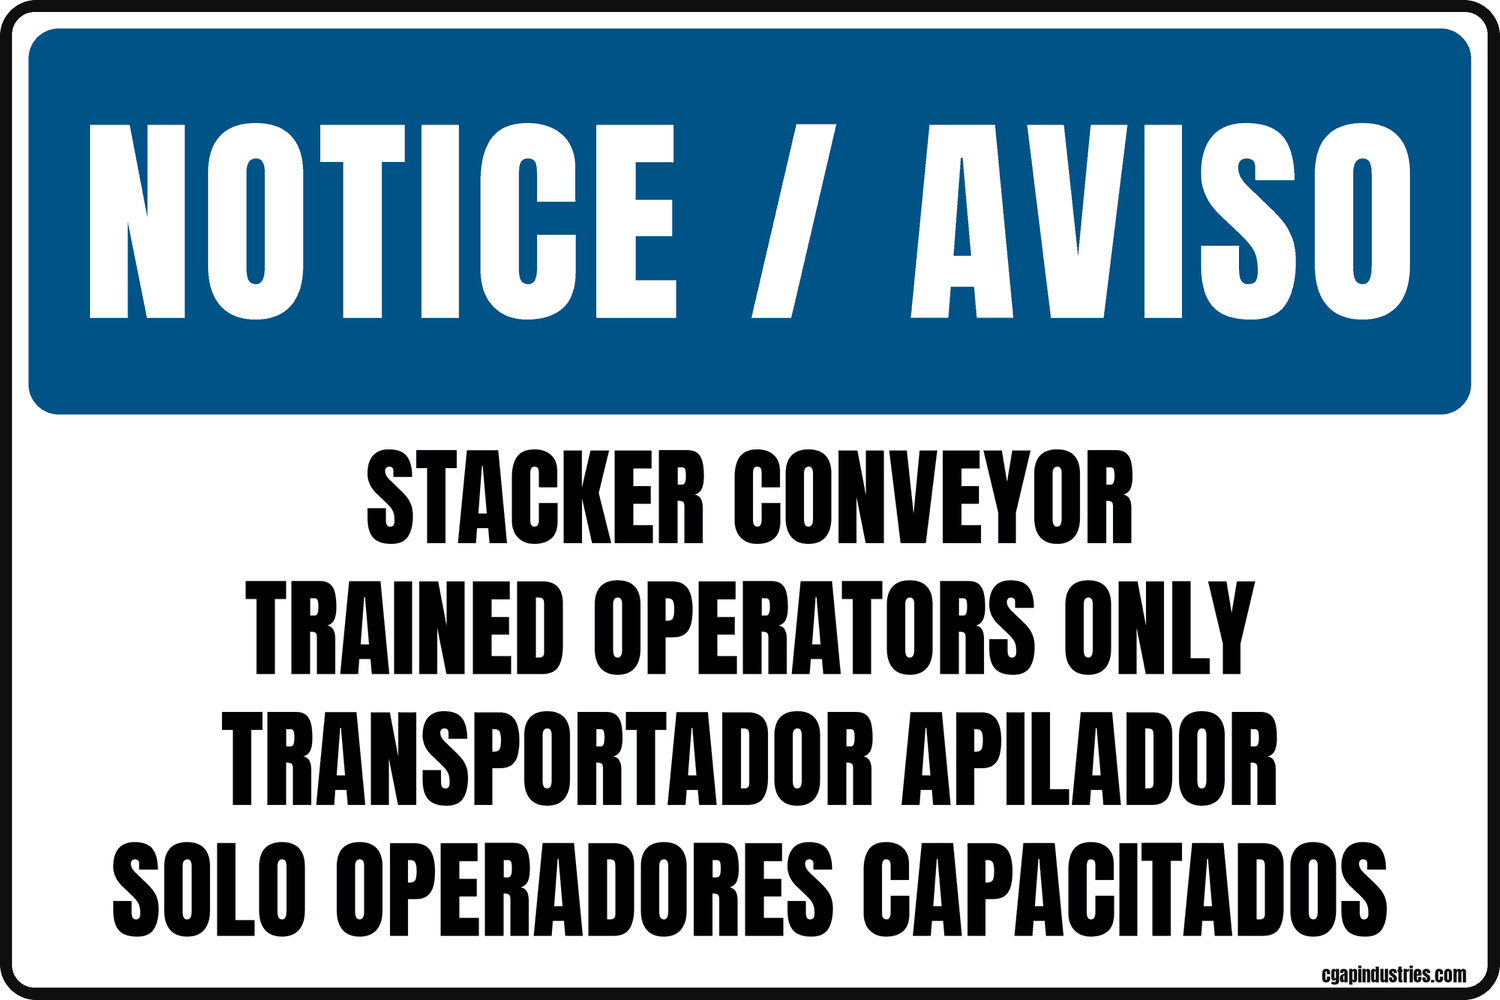 NOTICE / AVISO
STACKER CONVEYOR
TRAINED OPERATORS ONLY
TRANSPORTADOR APILADOR
SOLO OPERADORES CAPACITADOS
cgapindustries.com